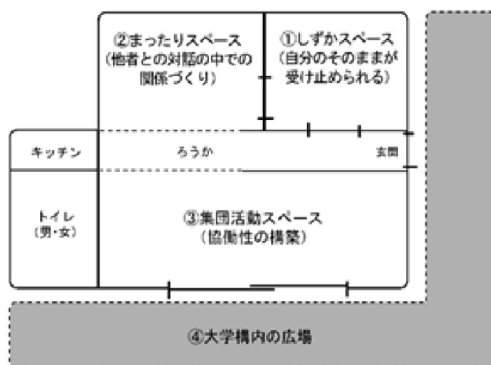 ②まったりスペース
(他者との対話の中での
関係づくり)
①しずかスペース
(自分のそのままが
受け止められる)
キッチン
ろうか
玄関
トイレ
(男・女)
③集団活動スペース
(協働性の構築)
④大学構内の広場